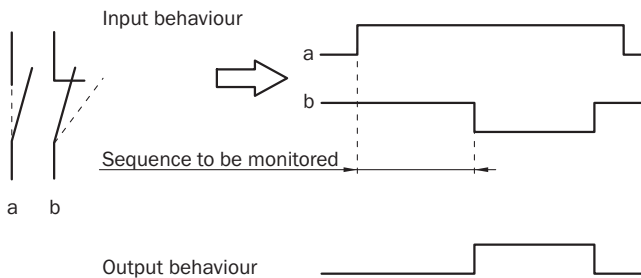 Input behaviour
a
b
Sequence to be monitored
a b
Output behaviour